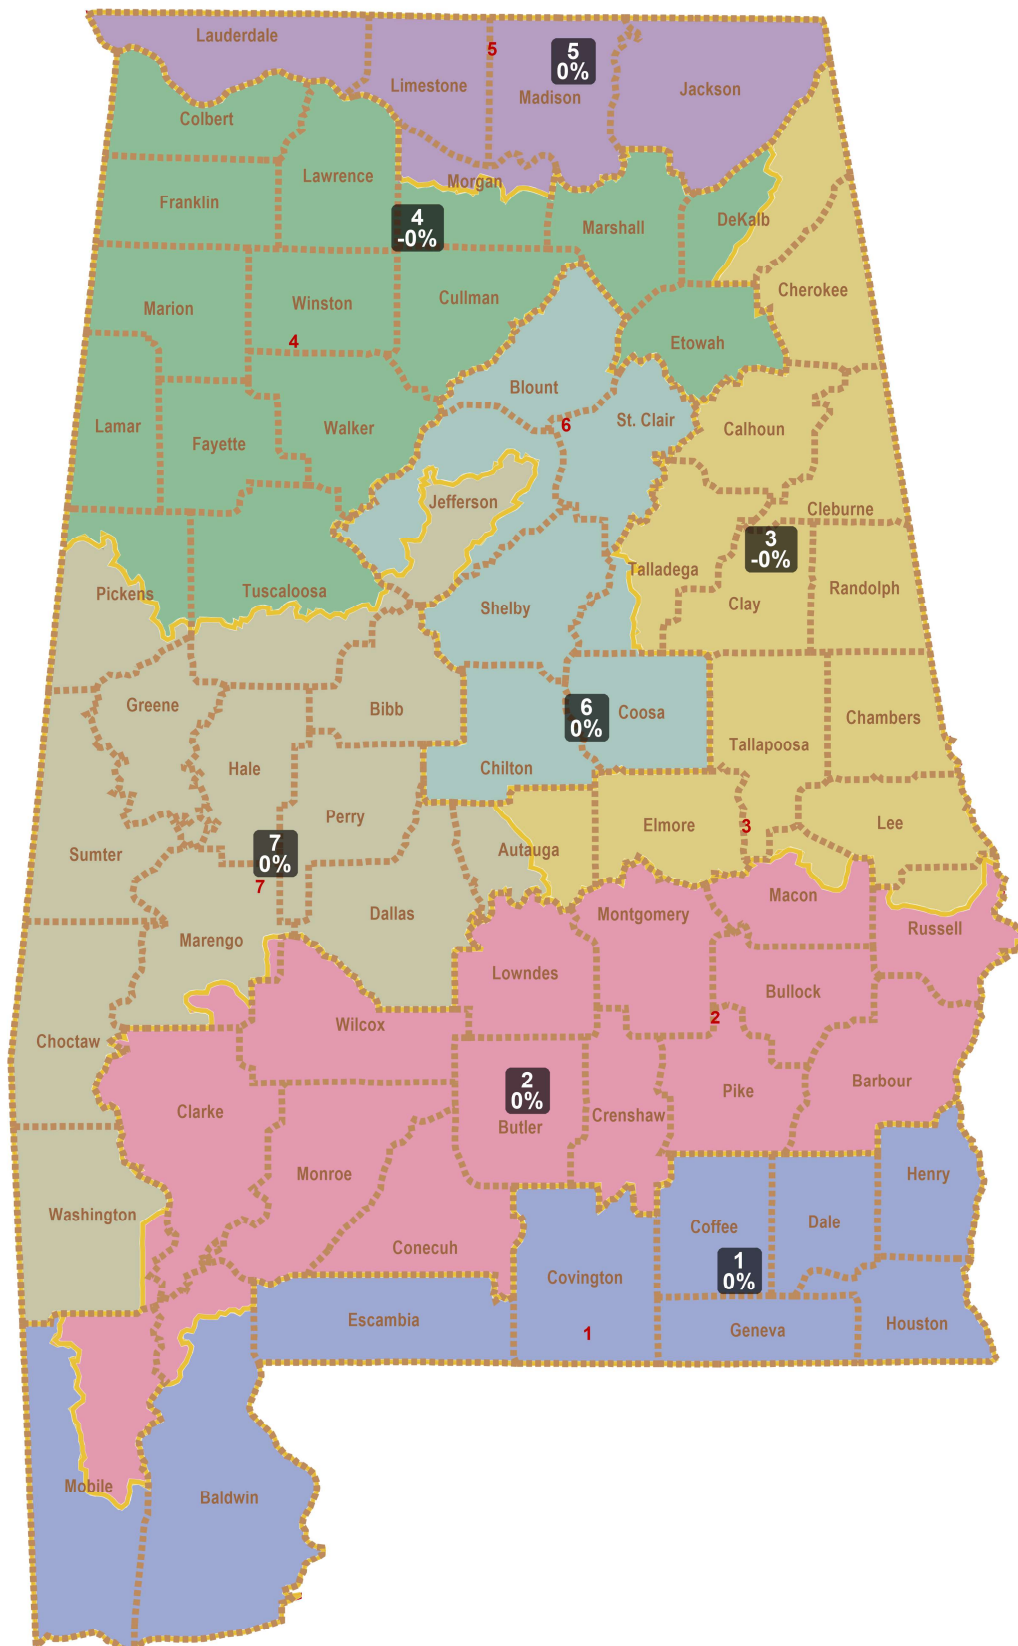 Lauderdale
Limestone
5
5
0%
Madison
Jackson
Colbert
Lawrence
Morgan
Franklin
4
-0%
Marshall
DeKalb
Marion
Winston
Cullman
Cherokee
4
Etowah
Blount
Lamar
Fayette
Walker
6
St. Clair
Calhoun
Jefferson
Cleburne
3
-0%
Pickens
Tuscaloosa
Shelby
Talladega
Clay
Randolph
Greene
Bibb
6
0%
Coosa
Chambers
Tallapoosa
Hale
Chilton
Perry
Elmore
3
Lee
Sumter
7
0%
Autauga
7
Dallas
Montgomery
Macon
Russell
Marengo
Lowndes
Bullock
Choctaw
Wilcox
2
Clarke
2
0%
Butler
Crenshaw
Pike
Barbour
Monroe
Henry
Washington
Coffee
Dale
Conecuh
Covington
1
0%
Escambia
1
Geneva
Houston
Mobile
Baldwin